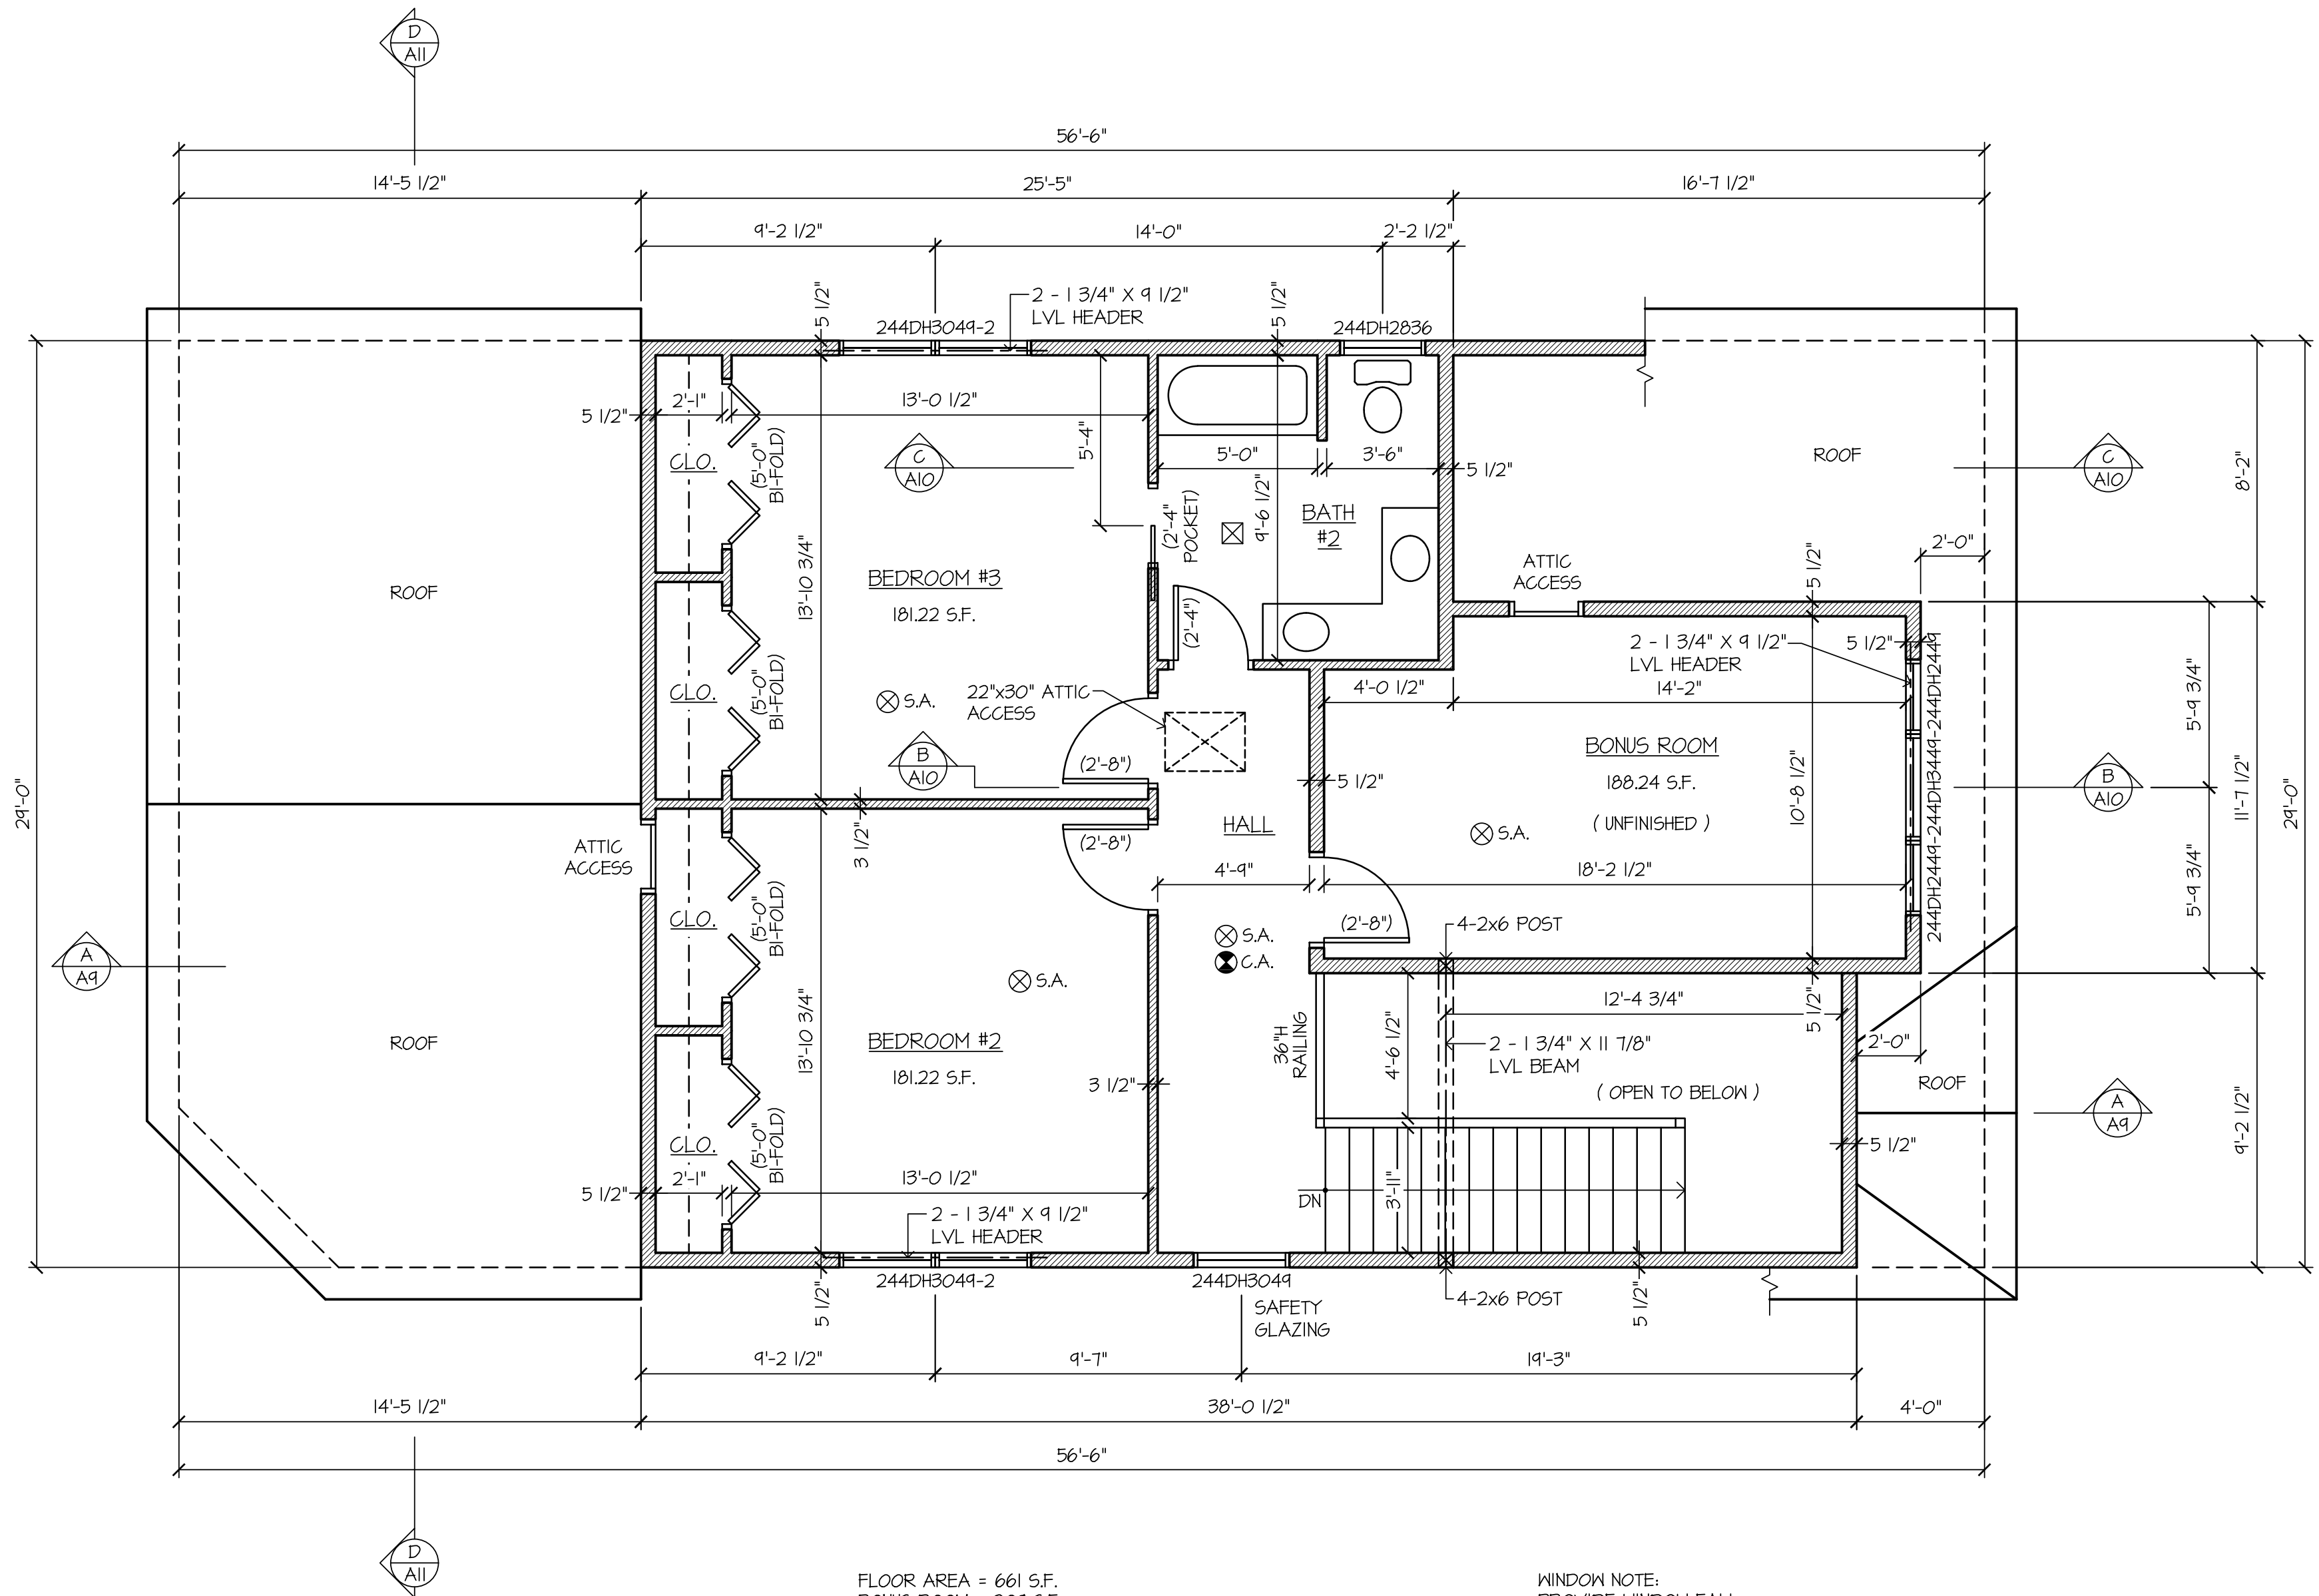 D
A11
56'-6"
14'-5 1/2"
25'-5"
16'-7 1/2"
9'-2 1/2"
14'-0"
2'-2 1/2"
5 1/2"
2 - 1 3/4" X 9 1/2"
LVL HEADER
5 1/2"
244DH3049-2
244DH2836
5 1/2"
2'-1"
13'-0 1/2"
5'-4"
5'-0"
3'-6"
5 1/2"
CLO.
(5'-0"
BI-FOLD)
C
A10
ROOF
C
A10
8'-2"
(2'-4"
POCKET)
9'-6 1/2"
BATH
#2
2'-0"
ATTIC
ACCESS
5 1/2"
13'-10 3/4"
BEDROOM #3
181.22 S.F.
ROOF
(2'-4")
2 - 1 3/4" X 9 1/2"
LVL HEADER
5 1/2"
244DH2449-244DH3449-244DH2449
CLO.
(5'-0"
BI-FOLD)
S.A.
22"x30" ATTIC
ACCESS
4'-0 1/2"
14'-2"
5'-9 3/4"
B
A10
(2'-8")
5 1/2"
BONUS ROOM
188.24 S.F.
( UNFINISHED )
10'-8 1/2"
B
A10
11'-7 1/2"
29'-0"
29'-0"
HALL
S.A.
ATTIC
ACCESS
3 1/2"
(2'-8")
4'-9"
18'-2 1/2"
5'-9 3/4"
CLO.
(5'-0"
BI-FOLD)
(2'-8")
4-2x6 POST
S.A.
C.A.
A
A9
S.A.
12'-4 3/4"
5 1/2"
13'-10 3/4"
BEDROOM #2
181.22 S.F.
ROOF
36"H
RAILING
4'-6 1/2"
2 - 1 3/4" X 11 7/8"
LVL BEAM
2'-0"
3 1/2"
( OPEN TO BELOW )
ROOF
A
A9
CLO.
(5'-0"
BI-FOLD)
5 1/2"
9'-2 1/2"
5 1/2"
2'-1"
13'-0 1/2"
DN
3'-11"
2 - 1 3/4" X 9 1/2"
LVL HEADER
244DH3049-2
244DH3049
5 1/2"
SAFETY
GLAZING
4-2x6 POST
5 1/2"
9'-2 1/2"
9'-7"
19'-3"
14'-5 1/2"
38'-0 1/2"
4'-0"
56'-6"
D
A11
FLOOR AREA = 661 S.F.
WINDOW NOTE: